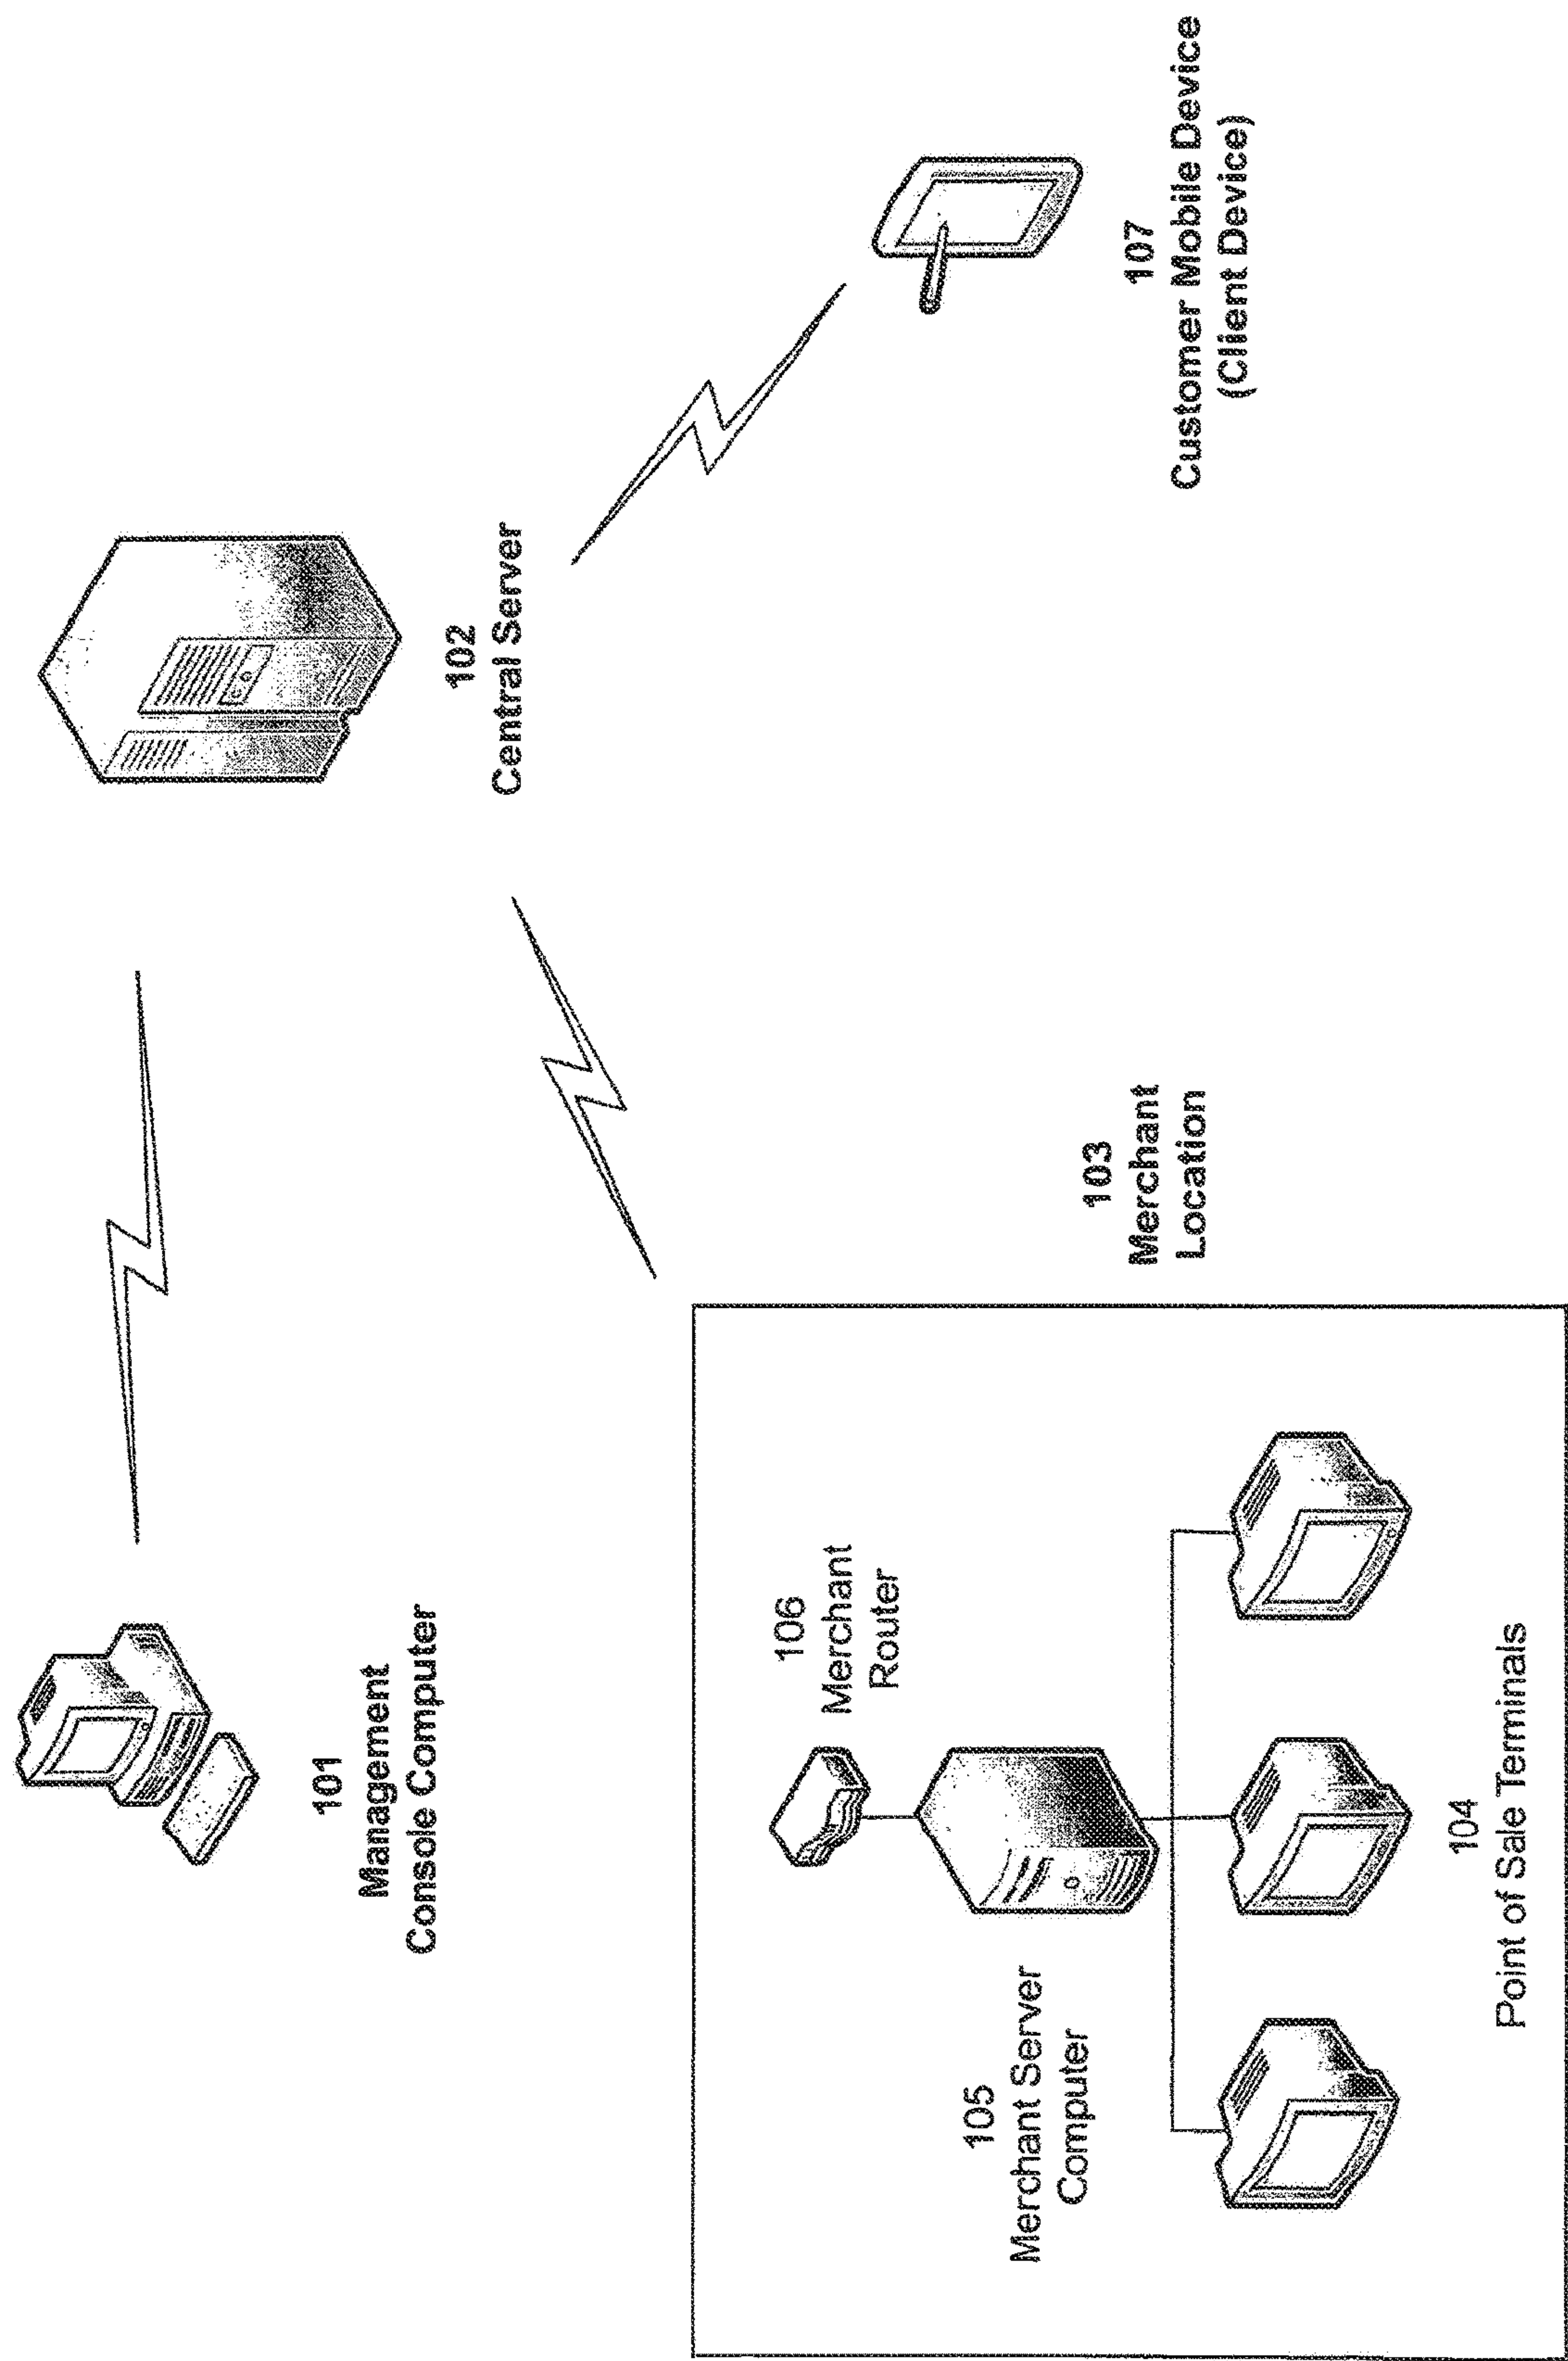 101
Management
Console Computer
102
Central Server
106
Merchant
Router
105
Merchant Server
Computer
104
Point of Sale Terminals
103
Merchant
Location
107
Customer Mobile Device
(Client Device)